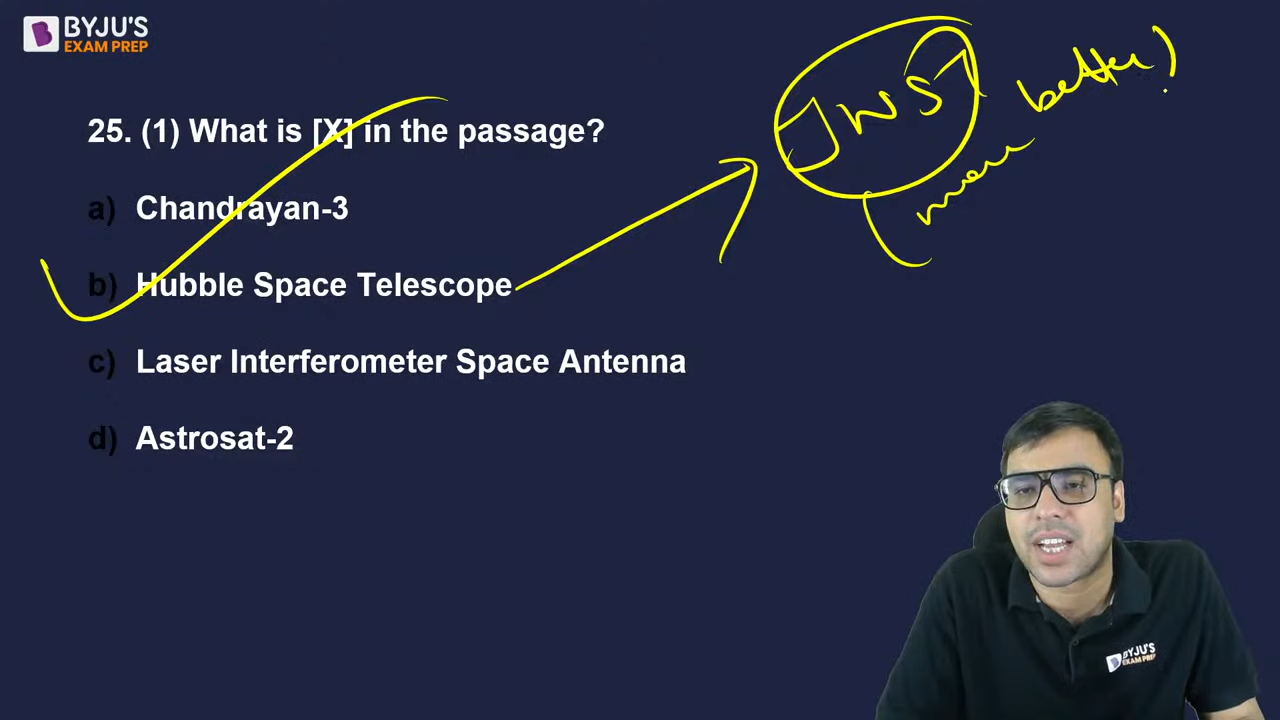 BYJU'S
EXAM PREP
25. (1) What is [X] in the passage?
a) Chandrayan-3
b) Hubble Space Telescope
c) Laser Interferometer Space Antenna
d) Astrosat-2
JWST
(more better)
BYJU'S
EXAM PREP